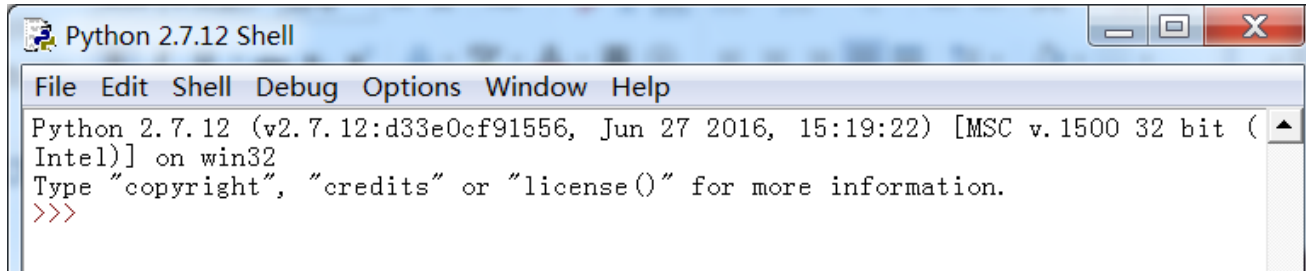 Python 2.7.12 Shell
File Edit Shell Debug Options Window Help
Python 2.7.12 (v2.7.12:d33e0cf91556, Jun 27 2016, 15:19:22) [MSC v.1500 32 bit (
Intel)] on win32
Type "copyright", "credits" or "license()" for more information.
>>>